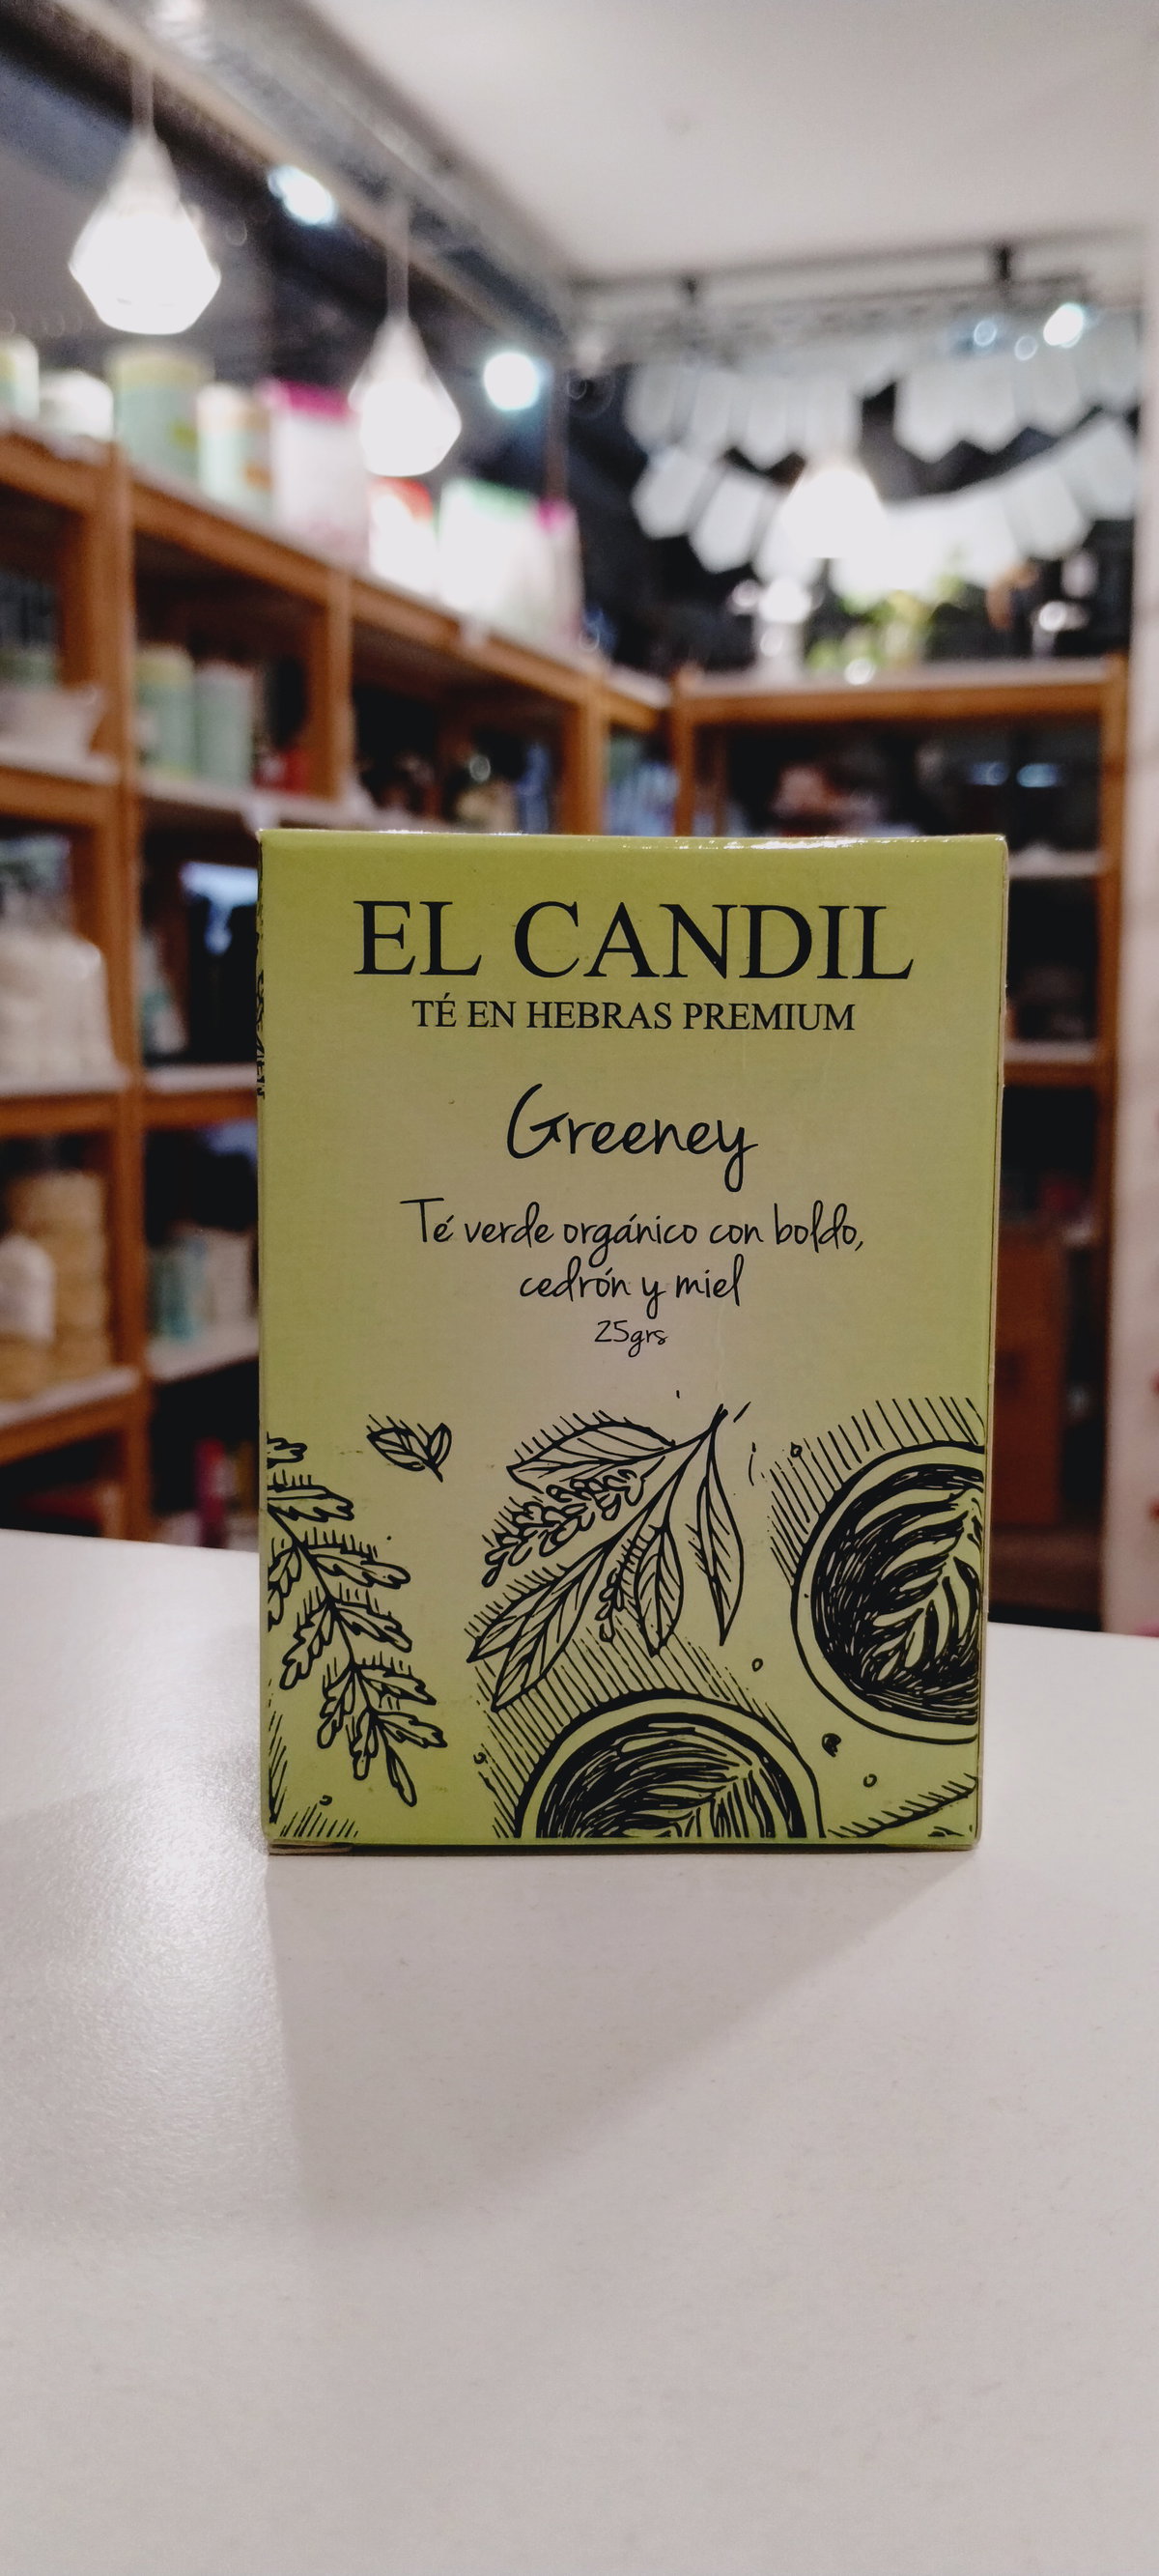 EL CANDIL
TÉ EN HEBRAS PREMIUM
Greeney
Té verde orgánico con boldo,
cedrón y miel
25grs